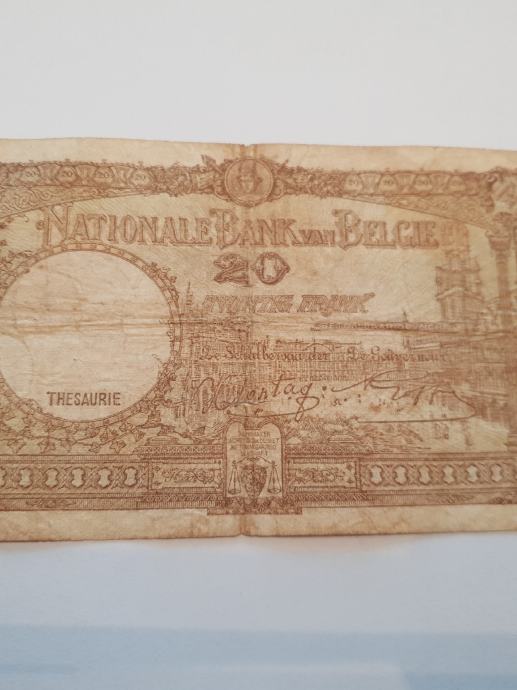 NATIONALE BANK VAN BELGIE
20
TWINTIG FRANK
De Schatbewaarder De Gouverneur
THESAURIE